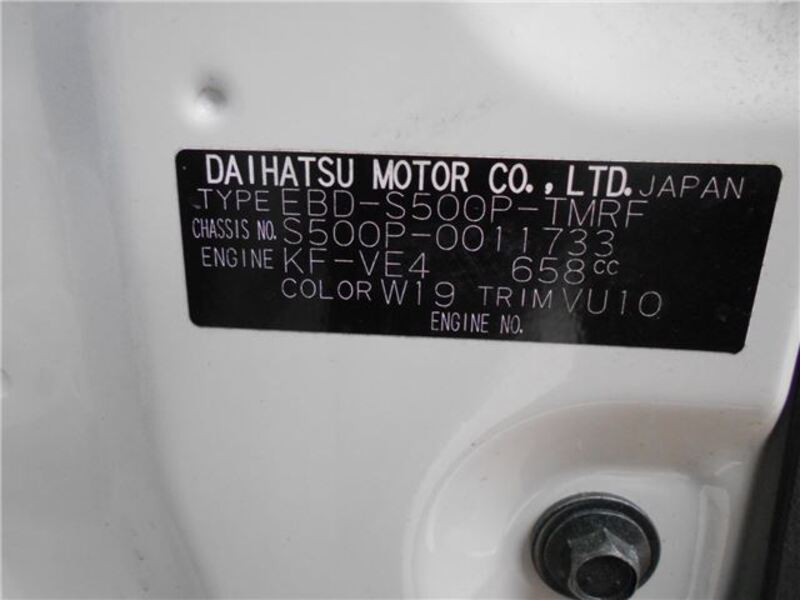 DAIHATSU MOTOR CO., LTD. JAPAN
TYPE EBD-S500P-TMRF
CHASSIS NO. S500P-0011733
ENGINE KF-VE4 658cc
COLOR W19 TRIM VU10
ENGINE NO.